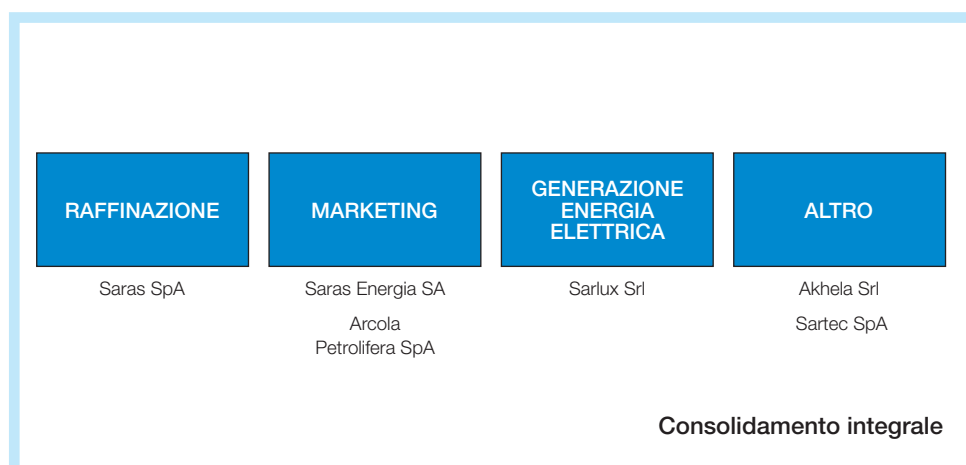 RAFFINAZIONE
Saras SpA
MARKETING
Saras Energia SA
Arcola
Petrolifera SpA
GENERAZIONE
ENERGIA
ELETTRICA
Sarlux Srl
ALTRO
Akhela Srl
Sartec SpA
Consolidamento integrale